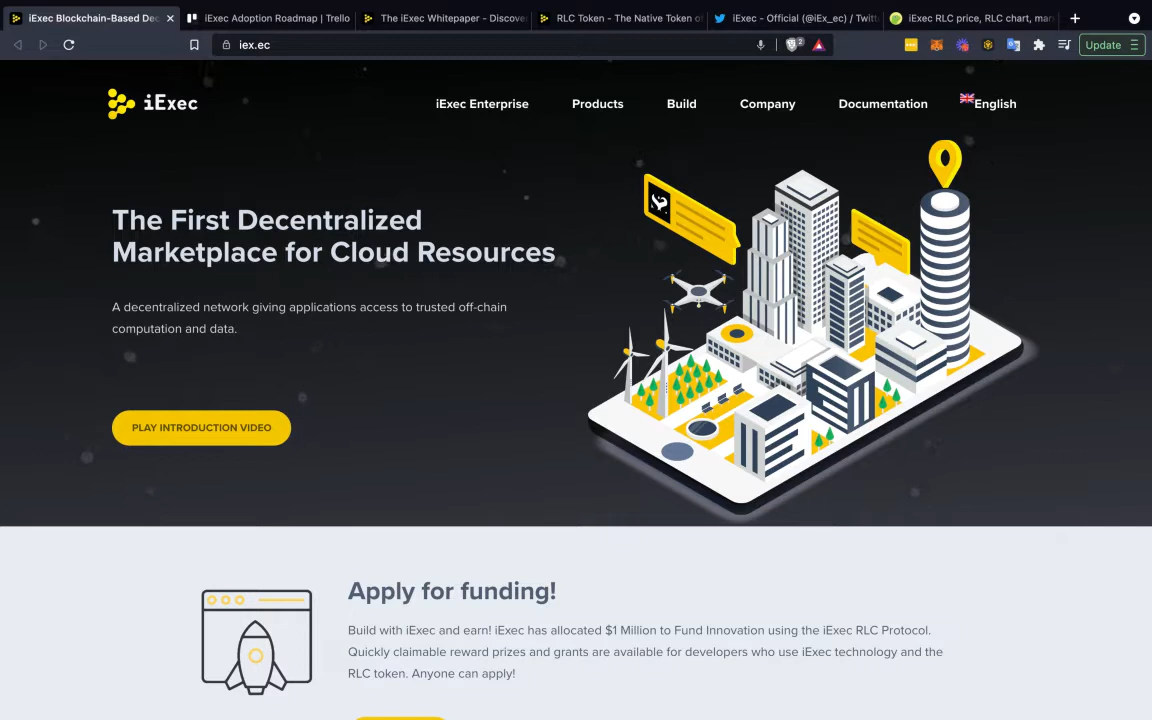 iExec Blockchain-Based Dec
iExec Adoption Roadmap | Trello
The iExec Whitepaper - Discove
RLC Token - The Native Token of
iExec - Official (@iEx_ec) / Twitt
iExec RLC price, RLC chart, mar
iex.ec
2
Update
iExec
iExec Enterprise
Products
Build
Company
Documentation
English
The First Decentralized
Marketplace for Cloud Resources
A decentralized network giving applications access to trusted off-chain
computation and data.
PLAY INTRODUCTION VIDEO
Apply for funding!
Build with iExec and earn! iExec has allocated $1 Million to Fund Innovation using the iExec RLC Protocol.
Quickly claimable reward prizes and grants are available for developers who use iExec technology and the
RLC token. Anyone can apply!